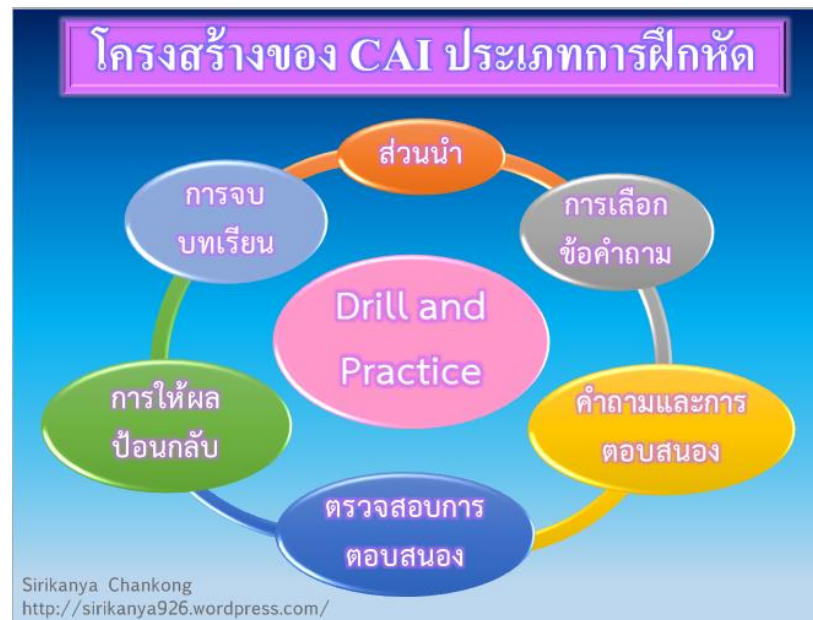 โครงสร้างของ CAI ประเภทการฝึกหัด
ส่วนนำ
การเลือก
ข้อคำถาม
คำถามและการ
ตอบสนอง
ตรวจสอบการ
ตอบสนอง
การให้ผล
ป้อนกลับ
การจบ
บทเรียน
Drill and
Practice
Sirikanya Chankong
http://sirikanya926.wordpress.com/